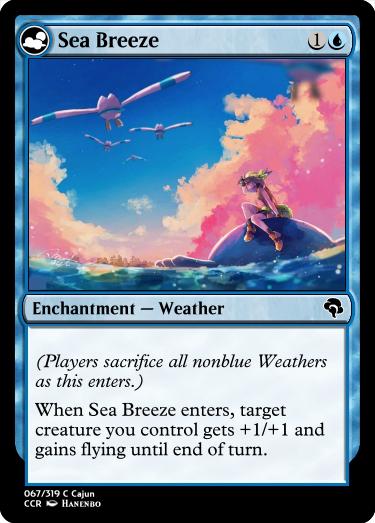 Sea Breeze 1
Enchantment — Weather
(Players sacrifice all nonblue Weathers
as this enters.)
When Sea Breeze enters, target
creature you control gets +1/+1 and
gains flying until end of turn.
067/319 C Cajun
CCR HANENBO